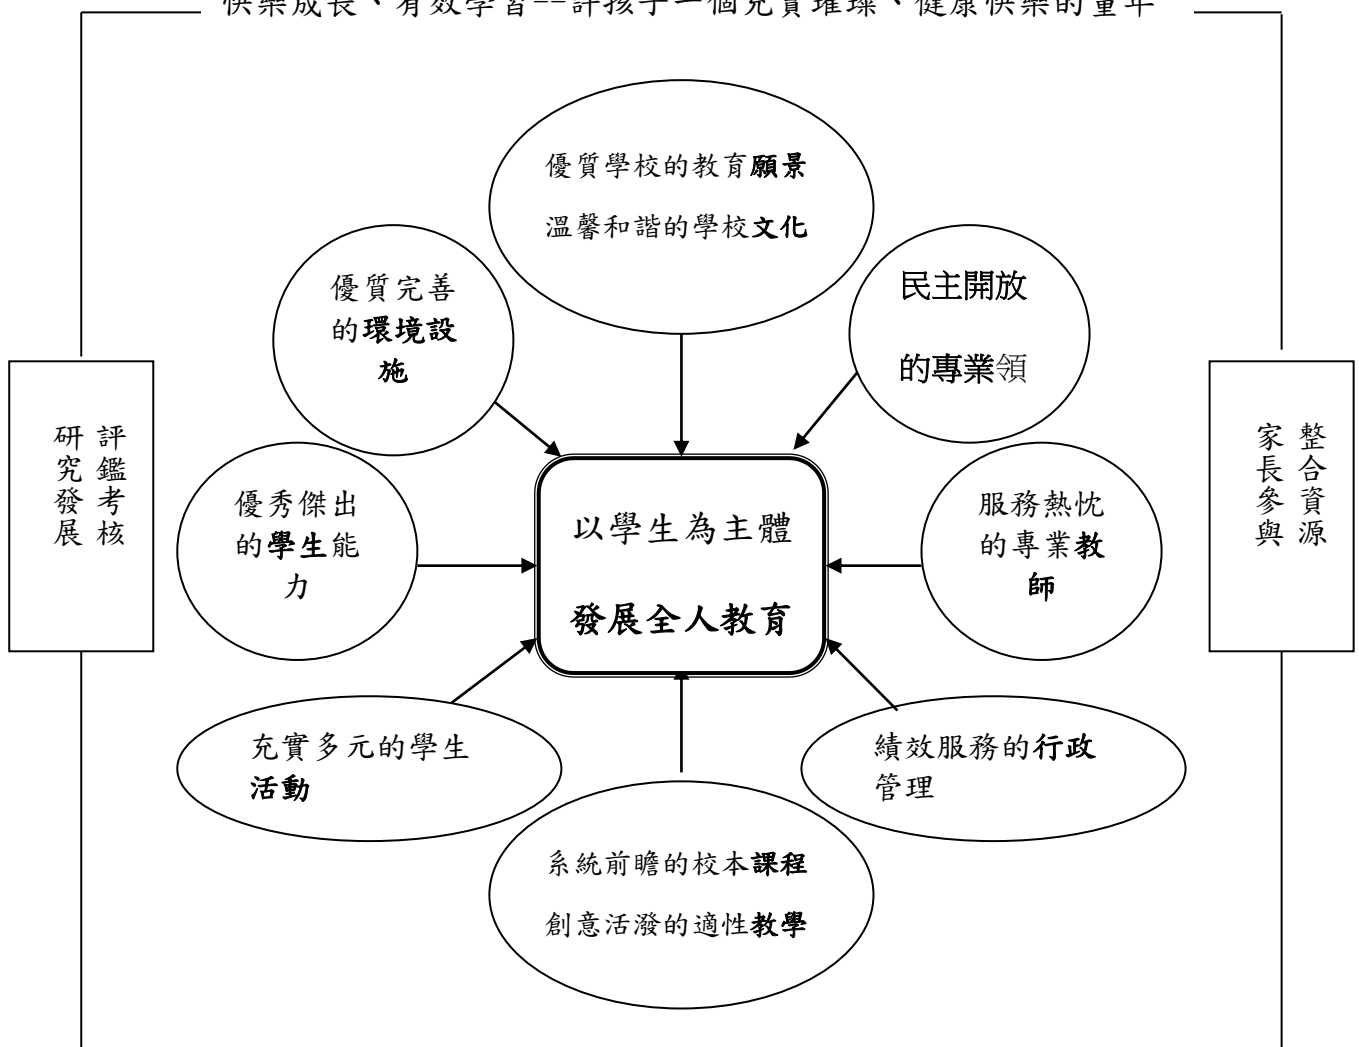 快樂成長、有效學習--許孩子一個充實璀璨、健康快樂的童年
優質學校的教育願景
溫馨和諧的學校文化
優質完善
的環境設
施
民主開放
的專業領
評鑑考核
研究發展
整合資源
家長參與
優秀傑出
的學生能
力
以學生為主體
發展全人教育
服務熱忱
的專業教
師
充實多元的學生
活動
績效服務的行政
管理
系統前瞻的校本課程
創意活潑的適性教學